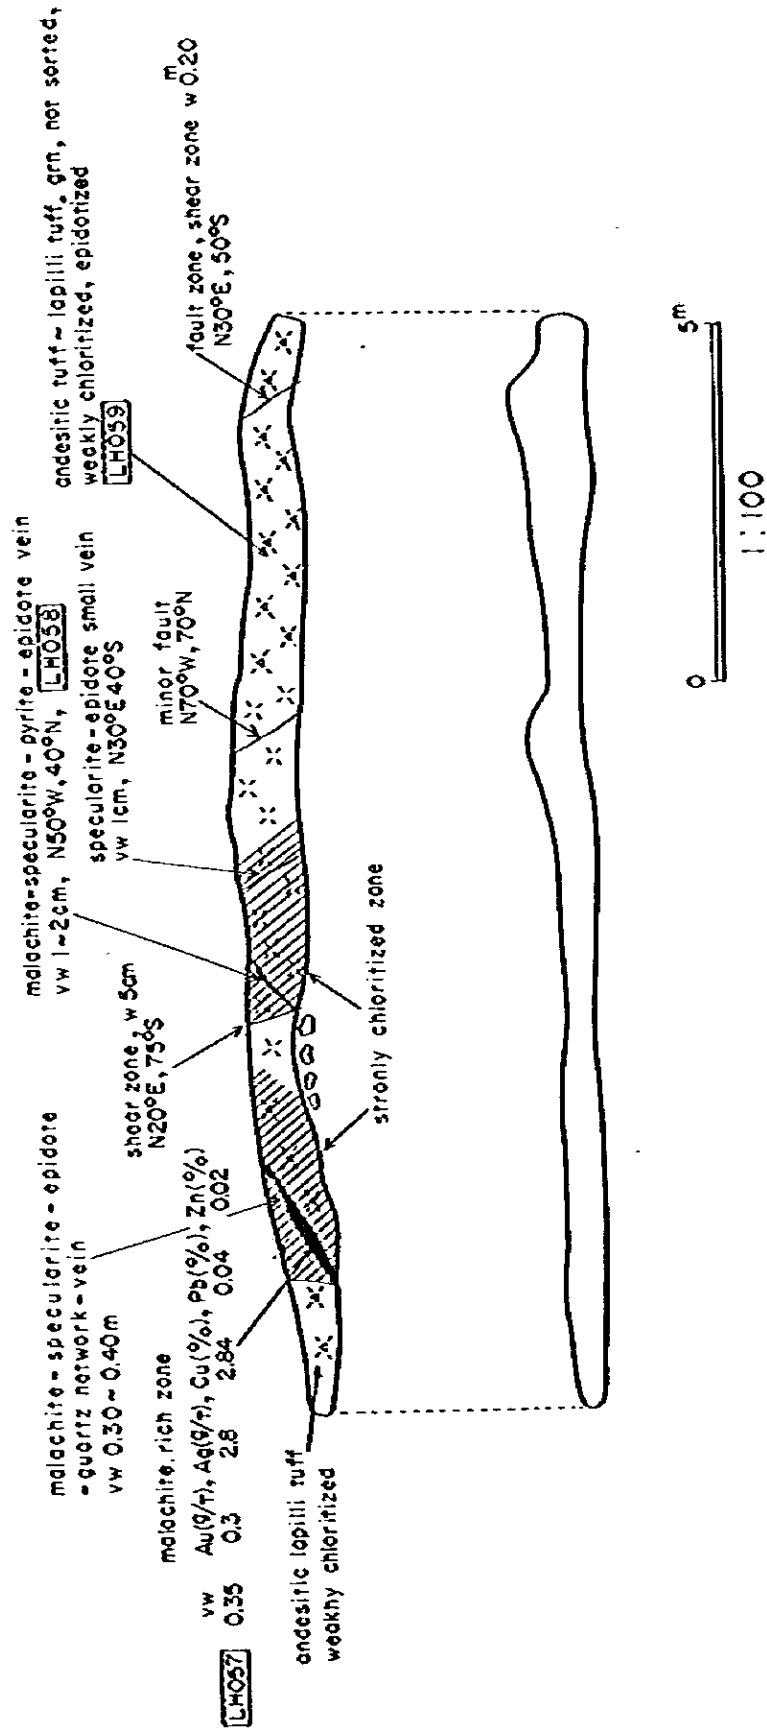 malachite-specularite-epidote
-quartz network-vein
vw 0.30~0.40m
malachite rich zone
vw Au(g/T), Ag(g/T), Cu(%), Pb(%), Zn(%)
LH057 0.35 0.3 2.8 2.84 0.04 0.02
andesitic lapilli tuff
weakhy chloritized
shear zone, w 5cm
N20°E, 75°S
stronly chloritized zone
malachite-specularite-pyrite-epidote vein
vw 1~2cm, N50°W, 40°N, LH058
specularite-epidote small vein
vw 1cm, N30°E 40°S
minor fault
N70°W, 70°N
andesitic tuff~lapilli tuff, grn, not sorted,
weakly chloritized, epidotized
LH059
fault zone, shear zone w 0.20 m
N30°E, 50°S
0 5m
1:100